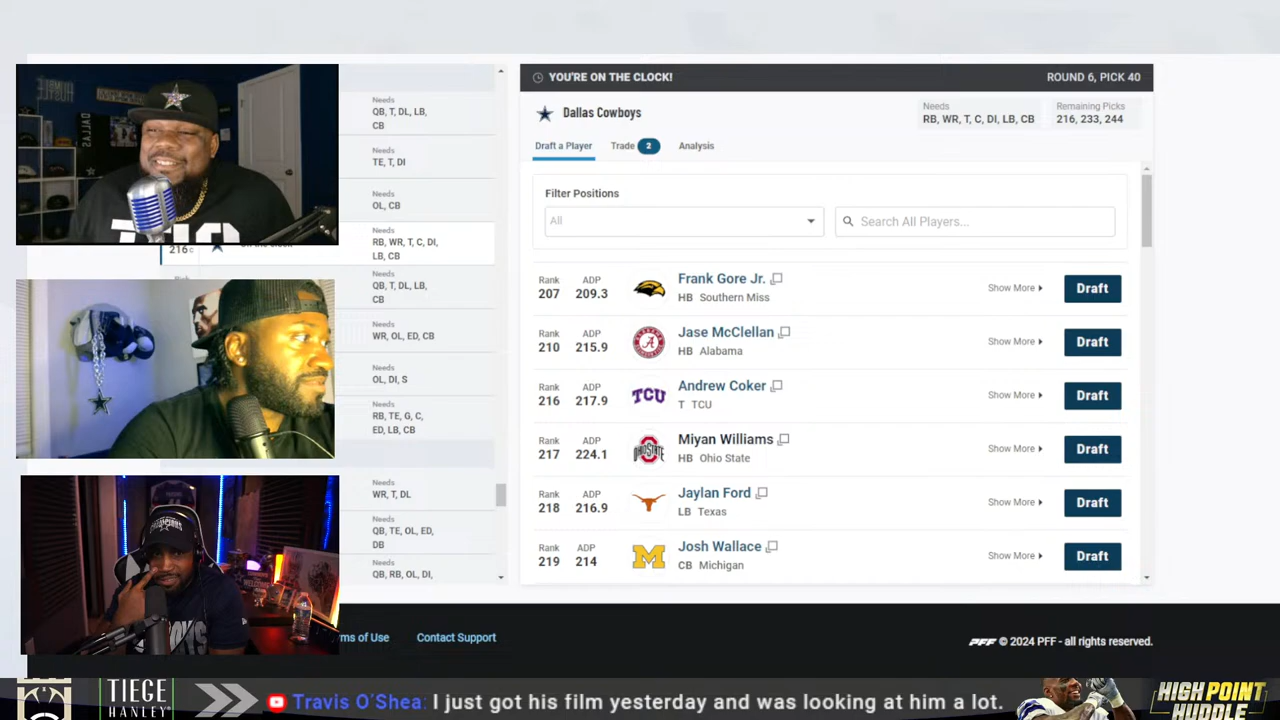 YOU'RE ON THE CLOCK!
ROUND 6, PICK 40
Dallas Cowboys
Needs
RB, WR, T, C, DI, LB, CB
Remaining Picks
216, 233, 244
Draft a Player
Trade 2
Analysis
Filter Positions
All
Search All Players...
Rank
207
ADP
209.3
Frank Gore Jr.
HB Southern Miss
Show More
Draft
Rank
210
ADP
215.9
Jase McClellan
HB Alabama
Show More
Draft
Rank
216
ADP
217.9
TCU
Andrew Coker
T TCU
Show More
Draft
Rank
217
ADP
224.1
OHIO STATE
Miyan Williams
HB Ohio State
Show More
Draft
Rank
218
ADP
216.9
Jaylan Ford
LB Texas
Show More
Draft
Rank
219
ADP
214
Josh Wallace
CB Michigan
Show More
Draft
Needs
QB, T, DL, LB,
CB
Needs
TE, T, DI
Needs
OL, CB
216
Needs
RB, WR, T, C, DI,
LB, CB
Needs
QB, T, DL, LB,
CB
Needs
WR, OL, ED, CB
Needs
OL, DI, S
Needs
RB, TE, G, C,
ED, LB, CB
Needs
WR, T, DL
Needs
QB, TE, OL, ED,
DB
Needs
QB, RB, OL, DI,
ms of Use
Contact Support
PFF © 2024 PFF - all rights reserved.
TIEGE
HANLEY
Travis O'Shea: I just got his film yesterday and was looking at him a lot.
HIGH POINT
HUDDLE